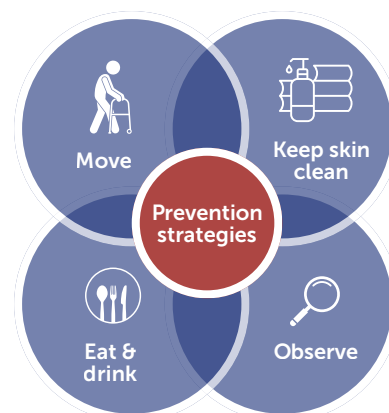 Move
Keep skin
clean
Prevention
strategies
Eat &
drink
Observe